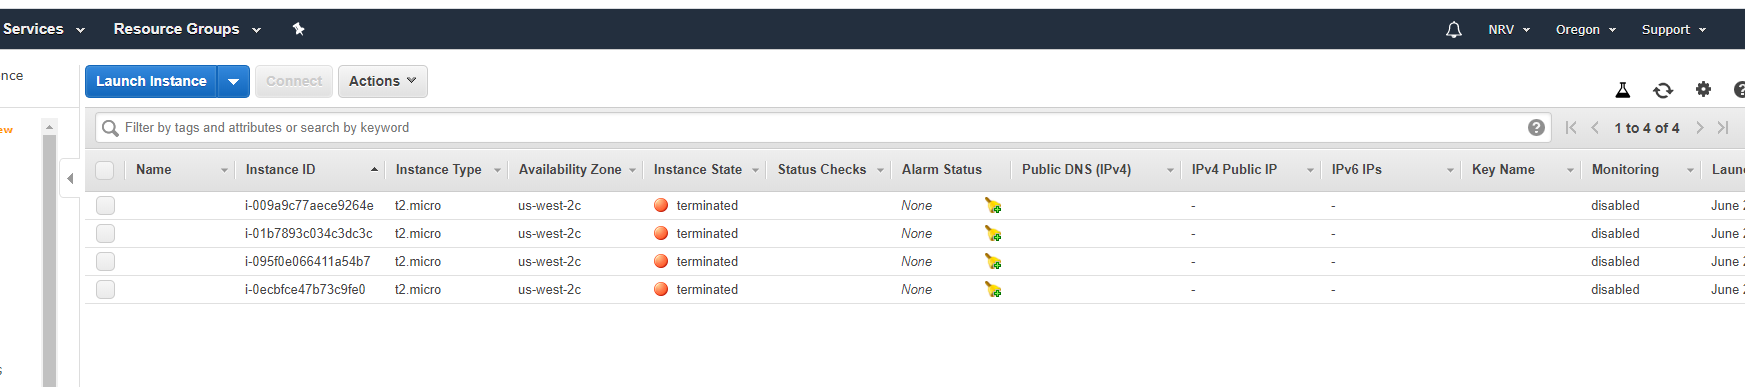 Services Resource Groups NRV Oregon Support
nce
Launch Instance Connect Actions
ew
Filter by tags and attributes or search by keyword 1 to 4 of 4
Name Instance ID Instance Type Availability Zone Instance State Status Checks Alarm Status Public DNS (IPv4) IPv4 Public IP IPv6 IPs Key Name Monitoring Laun
i-009a9c77aece9264e t2.micro us-west-2c terminated None - - disabled June 2
i-01b7893c034c3dc3c t2.micro us-west-2c terminated None - - disabled June 2
i-095f0e066411a54b7 t2.micro us-west-2c terminated None - - disabled June 2
i-0ecbfce47b73c9fe0 t2.micro us-west-2c terminated None - - disabled June 2
s